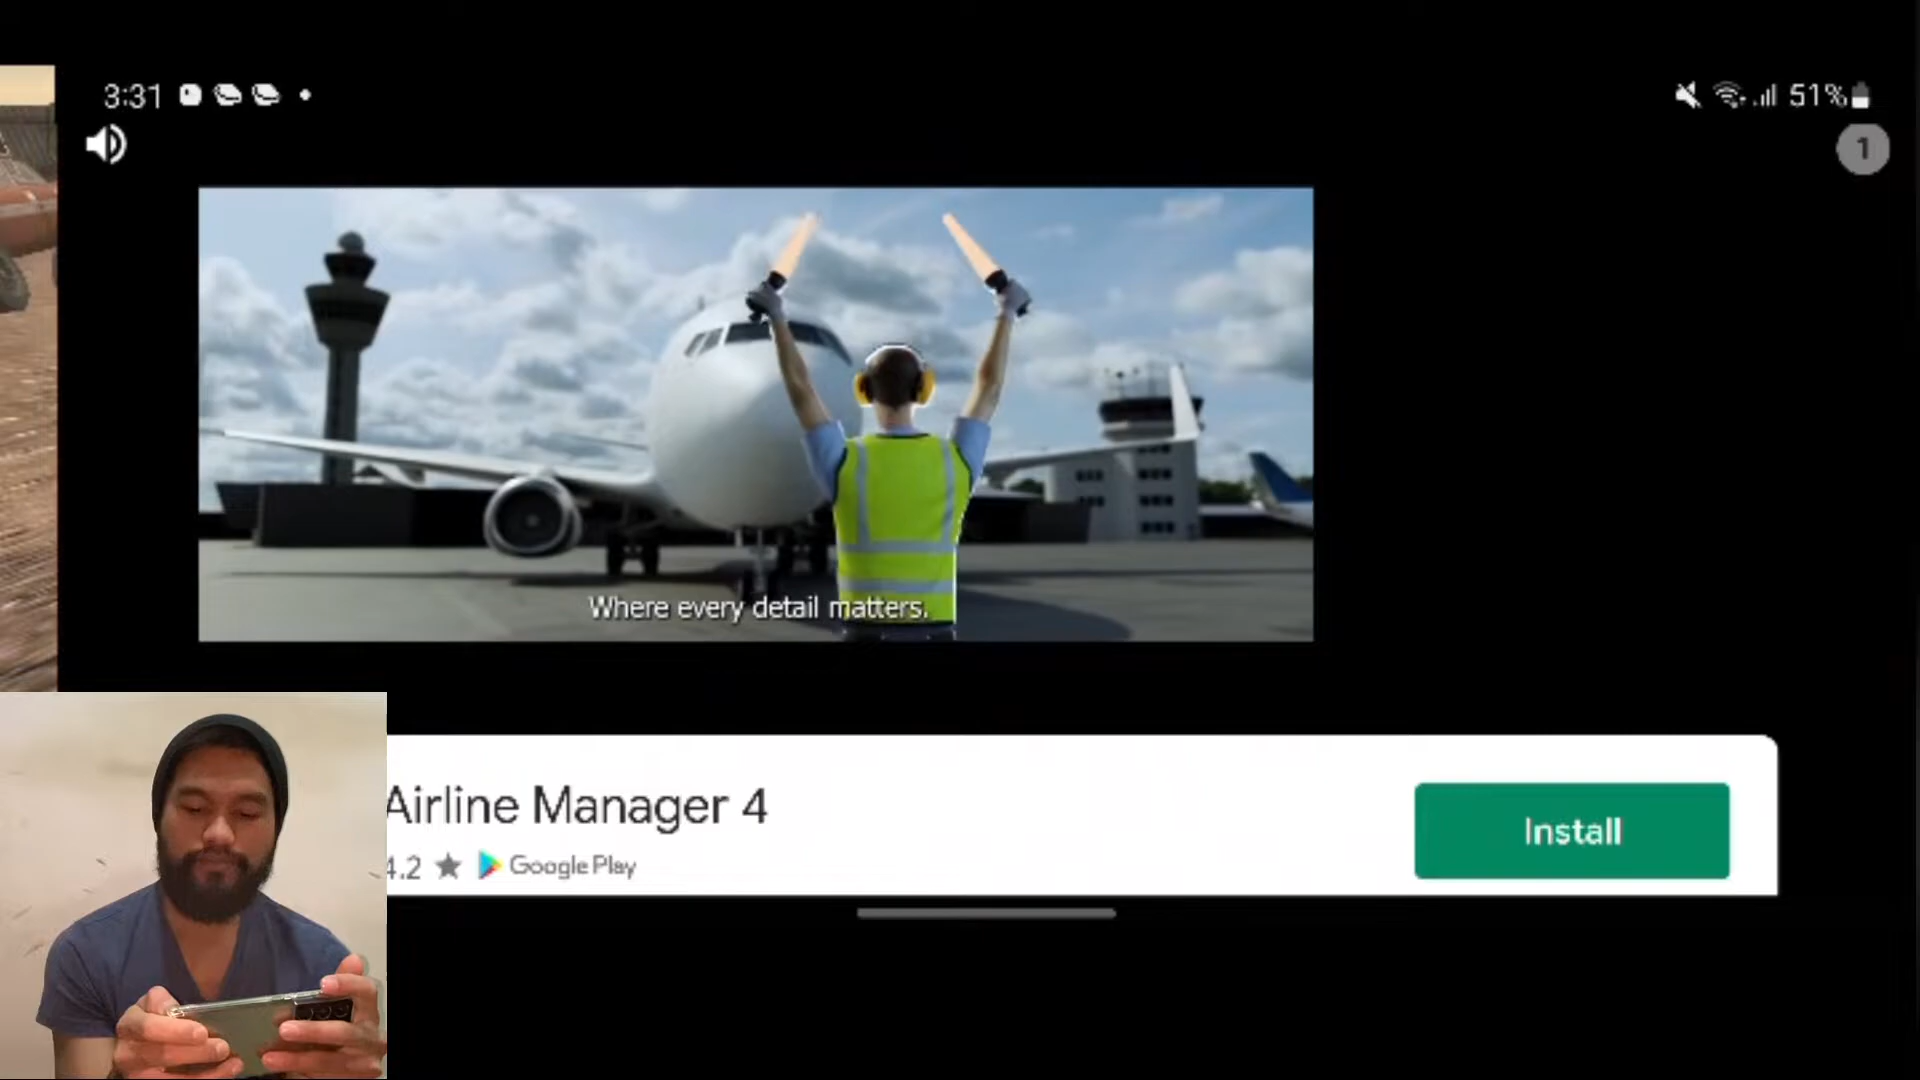 3:31
51%
1
Where every detail matters.
Airline Manager 4
4.2 ★ Google Play
Install